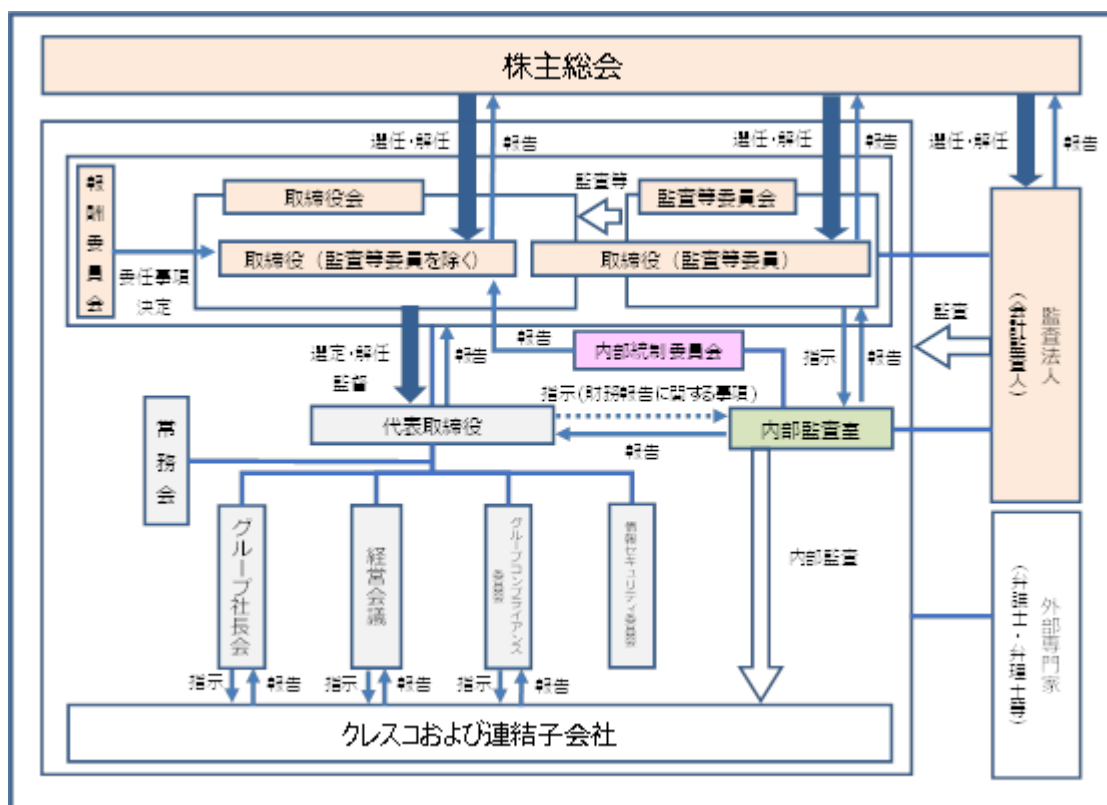 株主総会
選任・解任
報告
選任・解任
報告
選任・解任
報告
報酬委員会
取締役会
監査等
監査等委員会
取締役（監査等委員を除く）
取締役（監査等委員）
委任事項
決定
監査法人
（会計監査人）
監査
選定・解任
監督
報告
報告
内部統制委員会
指示
報告
指示(財務報告に関する事項)
常務会
代表取締役
内部監査室
報告
グループ社長会
経営会議
グループコンプライアンス
委員会
情報セキュリティ委員会
内部監査
外部専門家
（弁護士・弁理士等）
指示
報告
指示
報告
指示
報告
クレスコおよび連結子会社